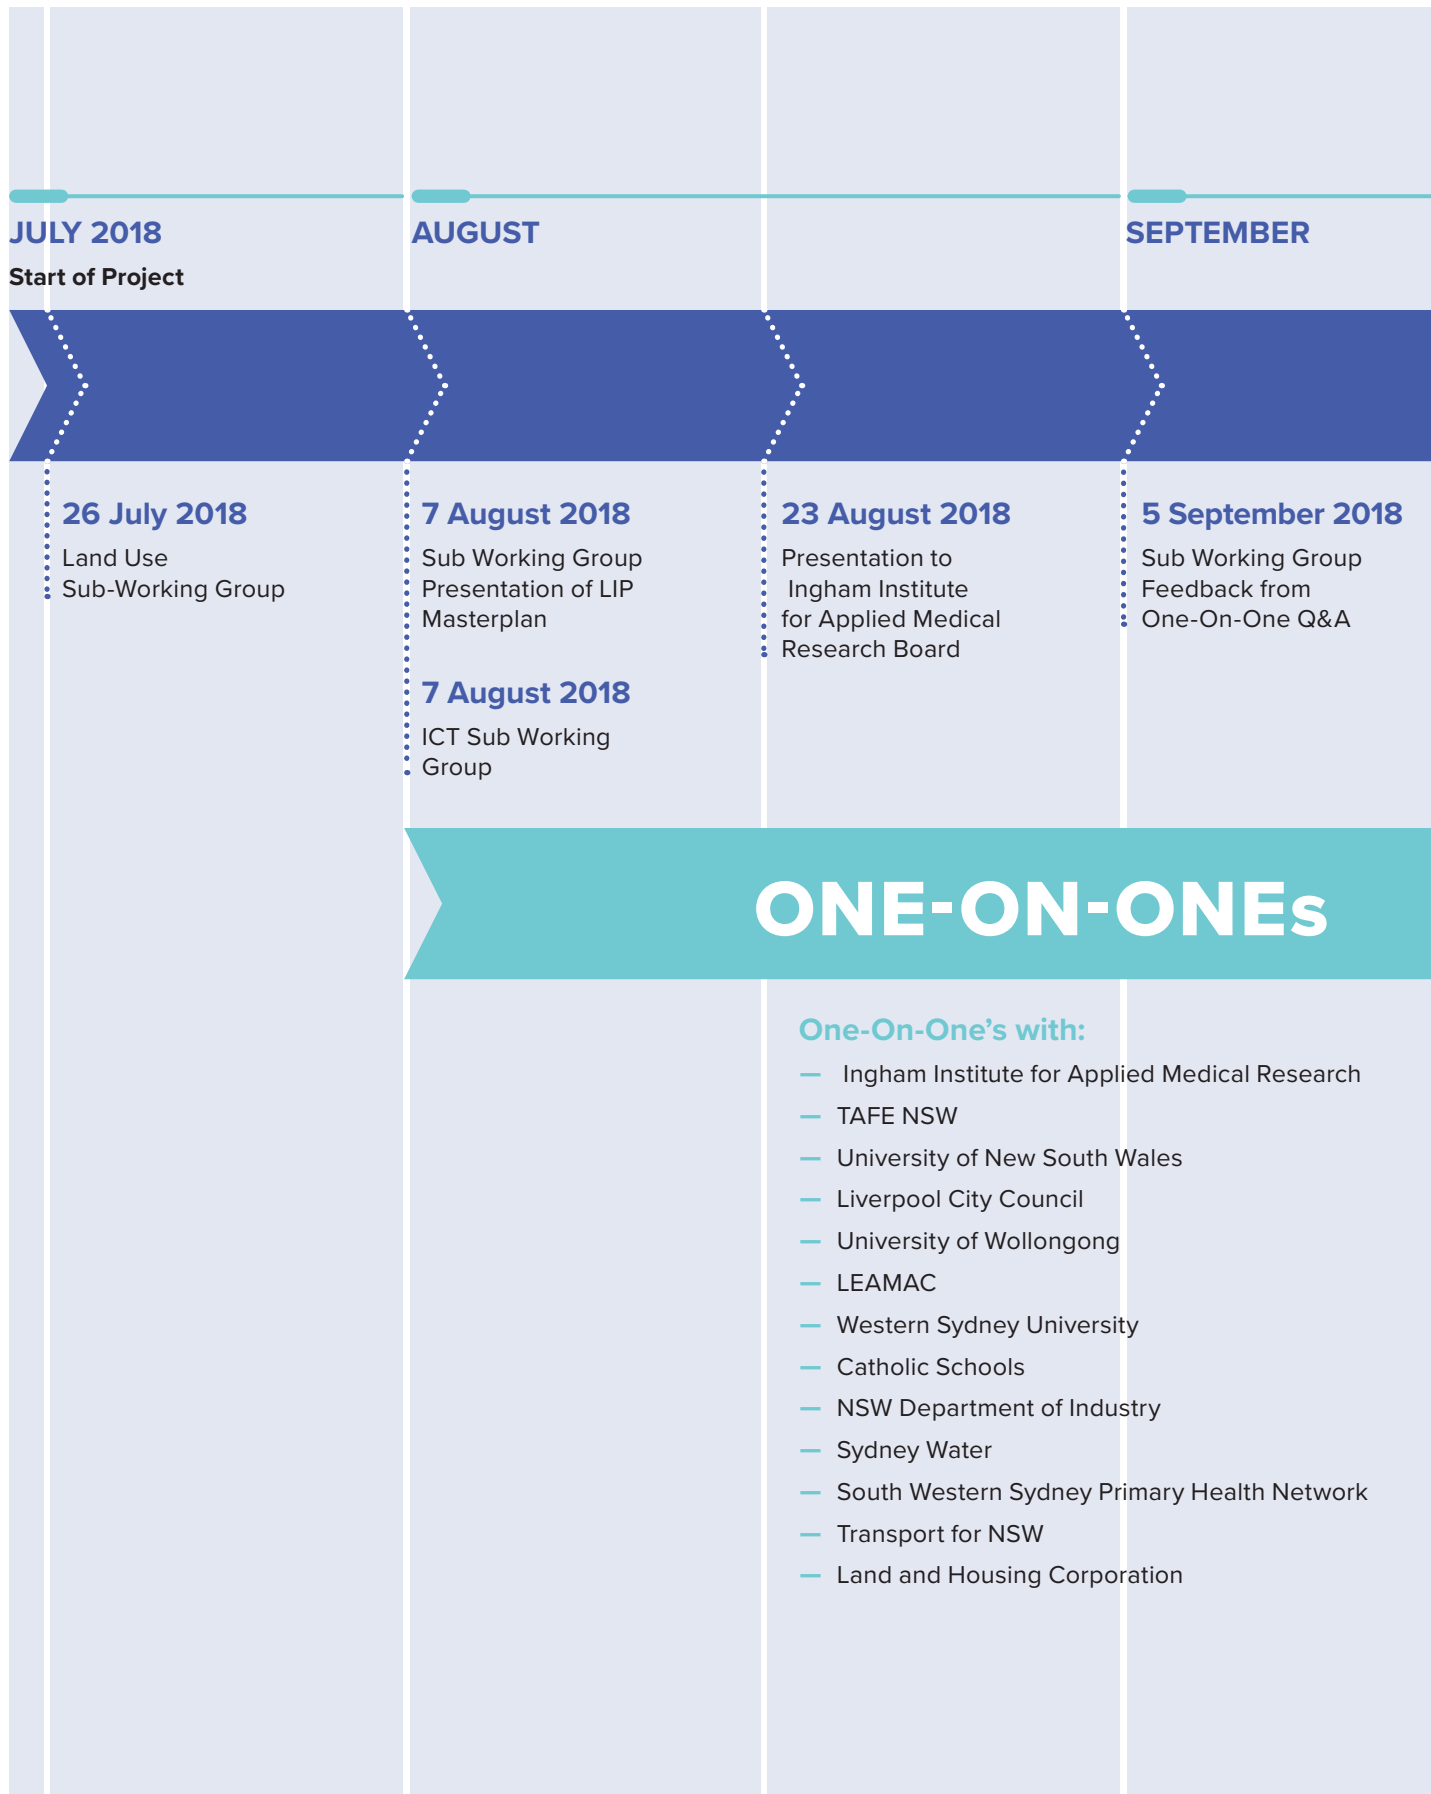 JULY 2018
Start of Project
AUGUST
SEPTEMBER
26 July 2018
Land Use
Sub-Working Group
7 August 2018
Sub Working Group
Presentation of LIP
Masterplan
7 August 2018
ICT Sub Working
Group
23 August 2018
Presentation to
Ingham Institute
for Applied Medical
Research Board
5 September 2018
Sub Working Group
Feedback from
One-On-One Q&A
ONE-ON-ONEs
One-On-One’s with:
— Ingham Institute for Applied Medical Research
— TAFE NSW
— University of New South Wales
— Liverpool City Council
— University of Wollongong
— LEAMAC
— Western Sydney University
— Catholic Schools
— NSW Department of Industry
— Sydney Water
— South Western Sydney Primary Health Network
— Transport for NSW
— Land and Housing Corporation